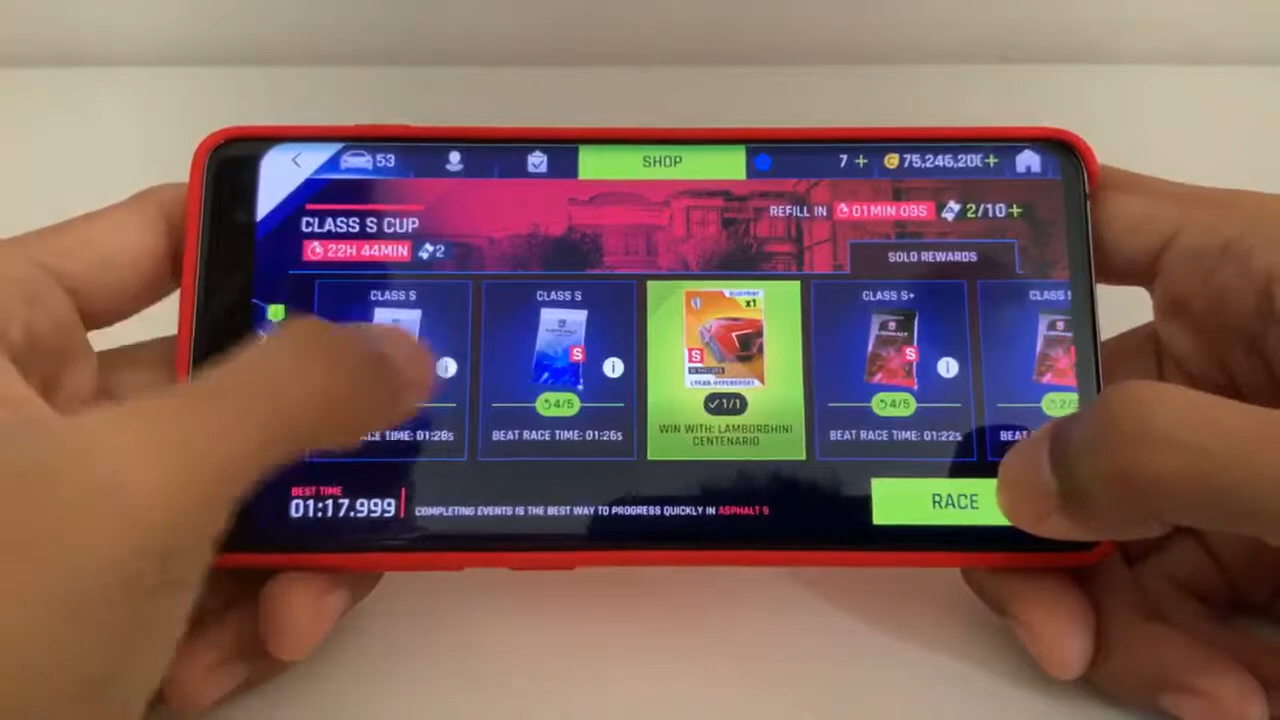 53
SHOP
7 +
75,246,20
+
CLASS S CUP
22H 44MIN
2
REFILL IN 01MIN 09S 2/10+
SOLO REWARDS
CLASS S
CLASS S
S
4/5
BEAT RACE TIME: 01:26s
BLUEPRINT
X1
S
LYKAN HYPERSPORT
1/1
WIN WITH: LAMBORGHINI
CENTENARIO
CLASS S+
ASPHALT
S
4/5
BEAT RACE TIME: 01:22s
CLASS
BEST TIME
01:17.999
COMPLETING EVENTS IS THE BEST WAY TO PROGRESS QUICKLY IN ASPHALT 9
RACE